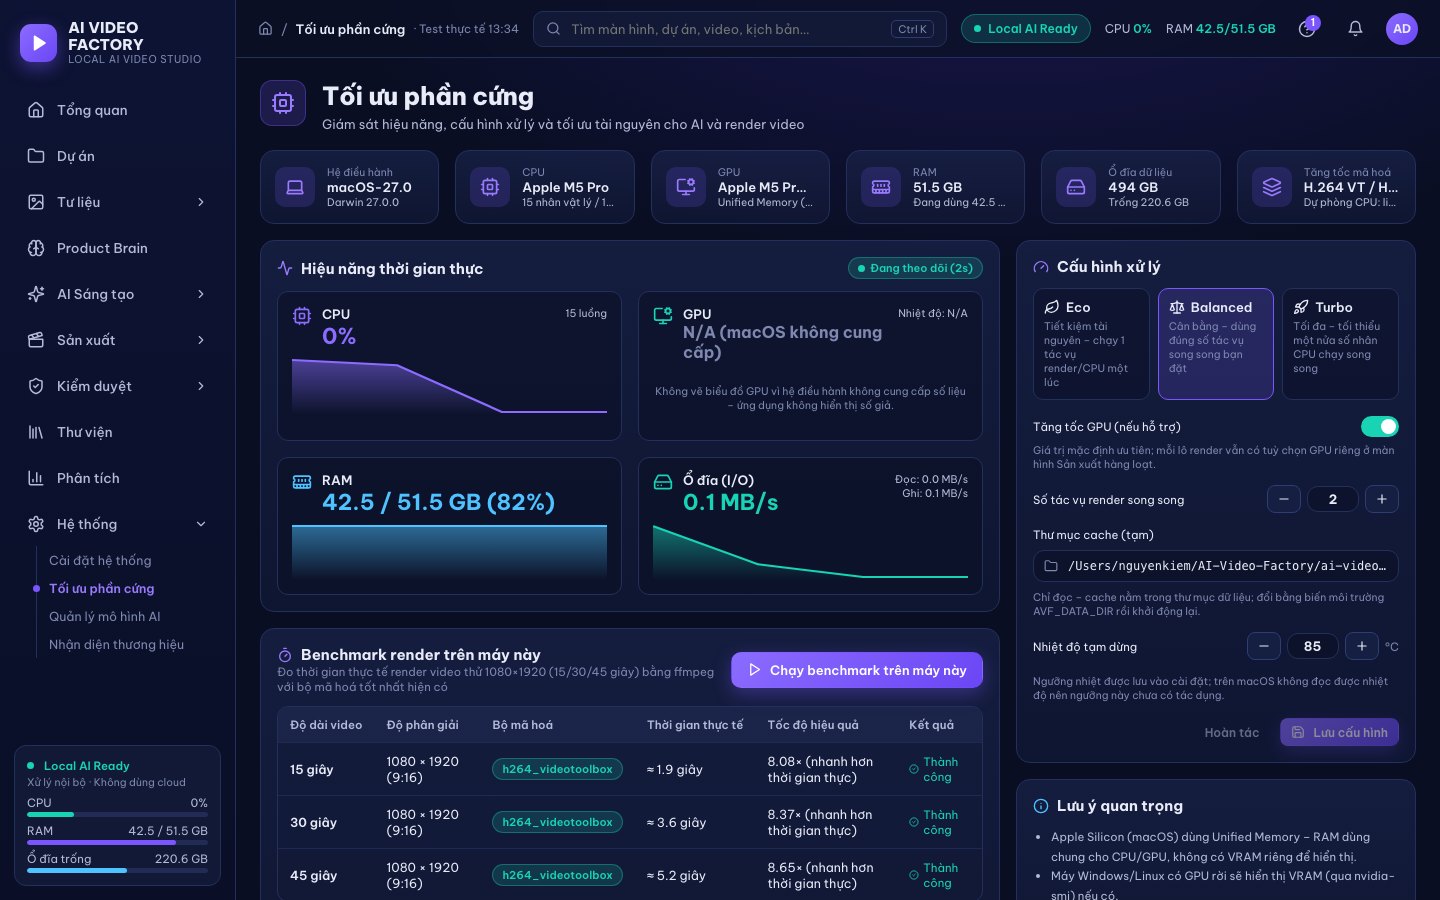 AI VIDEO
FACTORY
LOCAL AI VIDEO STUDIO
Tổng quan
Dự án
Tư liệu
Product Brain
AI Sáng tạo
Sản xuất
Kiểm duyệt
Thư viện
Phân tích
Hệ thống
Cài đặt hệ thống
Tối ưu phần cứng
Quản lý mô hình AI
Nhận diện thương hiệu
Local AI Ready
Xử lý nội bộ · Không dùng cloud
CPU 0%
RAM 42.5 / 51.5 GB
Ổ đĩa trống 220.6 GB
/ Tối ưu phần cứng · Test thực tế 13:34
Tìm màn hình, dự án, video, kịch bản...
Ctrl K
Local AI Ready
CPU 0%
RAM 42.5/51.5 GB
1
AD
Tối ưu phần cứng
Giám sát hiệu năng, cấu hình xử lý và tối ưu tài nguyên cho AI và render video
Hệ điều hành
macOS-27.0
Darwin 27.0.0
CPU
Apple M5 Pro
15 nhân vật lý / 1...
GPU
Apple M5 Pr...
Unified Memory (...
RAM
51.5 GB
Đang dùng 42.5 ...
Ổ đĩa dữ liệu
494 GB
Trống 220.6 GB
Tăng tốc mã hoá
H.264 VT / H...
Dự phòng CPU: li...
Hiệu năng thời gian thực
Đang theo dõi (2s)
CPU
15 luồng
0%
GPU
Nhiệt độ: N/A
N/A (macOS không cung
cấp)
Không vẽ biểu đồ GPU vì hệ điều hành không cung cấp số liệu
– ứng dụng không hiển thị số giả.
RAM
42.5 / 51.5 GB (82%)
Ổ đĩa (I/O)
0.1 MB/s
Đọc: 0.0 MB/s
Ghi: 0.1 MB/s
Benchmark render trên máy này
Đo thời gian thực tế render video thử 1080×1920 (15/30/45 giây) bằng ffmpeg
với bộ mã hoá tốt nhất hiện có
Chạy benchmark trên máy này
Độ dài video Độ phân giải Bộ mã hoá Thời gian thực tế Tốc độ hiệu quả Kết quả
15 giây 1080 × 1920 (9:16) h264_videotoolbox ≈ 1.9 giây 8.08× (nhanh hơn thời gian thực) Thành công
30 giây 1080 × 1920 (9:16) h264_videotoolbox ≈ 3.6 giây 8.37× (nhanh hơn thời gian thực) Thành công
45 giây 1080 × 1920 (9:16) h264_videotoolbox ≈ 5.2 giây 8.65× (nhanh hơn thời gian thực) Thành công
Cấu hình xử lý
Eco
Tiết kiệm tài
nguyên – chạy 1
tác vụ
render/CPU một
lúc
Balanced
Cân bằng – dùng
đúng số tác vụ
song song bạn
đặt
Turbo
Tối đa – tối thiểu
một nửa số nhân
CPU chạy song
song
Tăng tốc GPU (nếu hỗ trợ)
Giá trị mặc định ưu tiên; mỗi lô render vẫn có tuỳ chọn GPU riêng ở màn
hình Sản xuất hàng loạt.
Số tác vụ render song song − 2 +
Thư mục cache (tạm)
/Users/nguyenkiem/AI-Video-Factory/ai-video…
Chỉ đọc – cache nằm trong thư mục dữ liệu; đổi bằng biến môi trường
AVF_DATA_DIR rồi khởi động lại.
Nhiệt độ tạm dừng − 85 + °C
Ngưỡng nhiệt được lưu vào cài đặt; trên macOS không đọc được nhiệt
độ nên ngưỡng này chưa có tác dụng.
Hoàn tác
Lưu cấu hình
Lưu ý quan trọng
• Apple Silicon (macOS) dùng Unified Memory – RAM dùng
chung cho CPU/GPU, không có VRAM riêng để hiển thị.
• Máy Windows/Linux có GPU rời sẽ hiển thị VRAM (qua nvidia-
smi) nếu có.